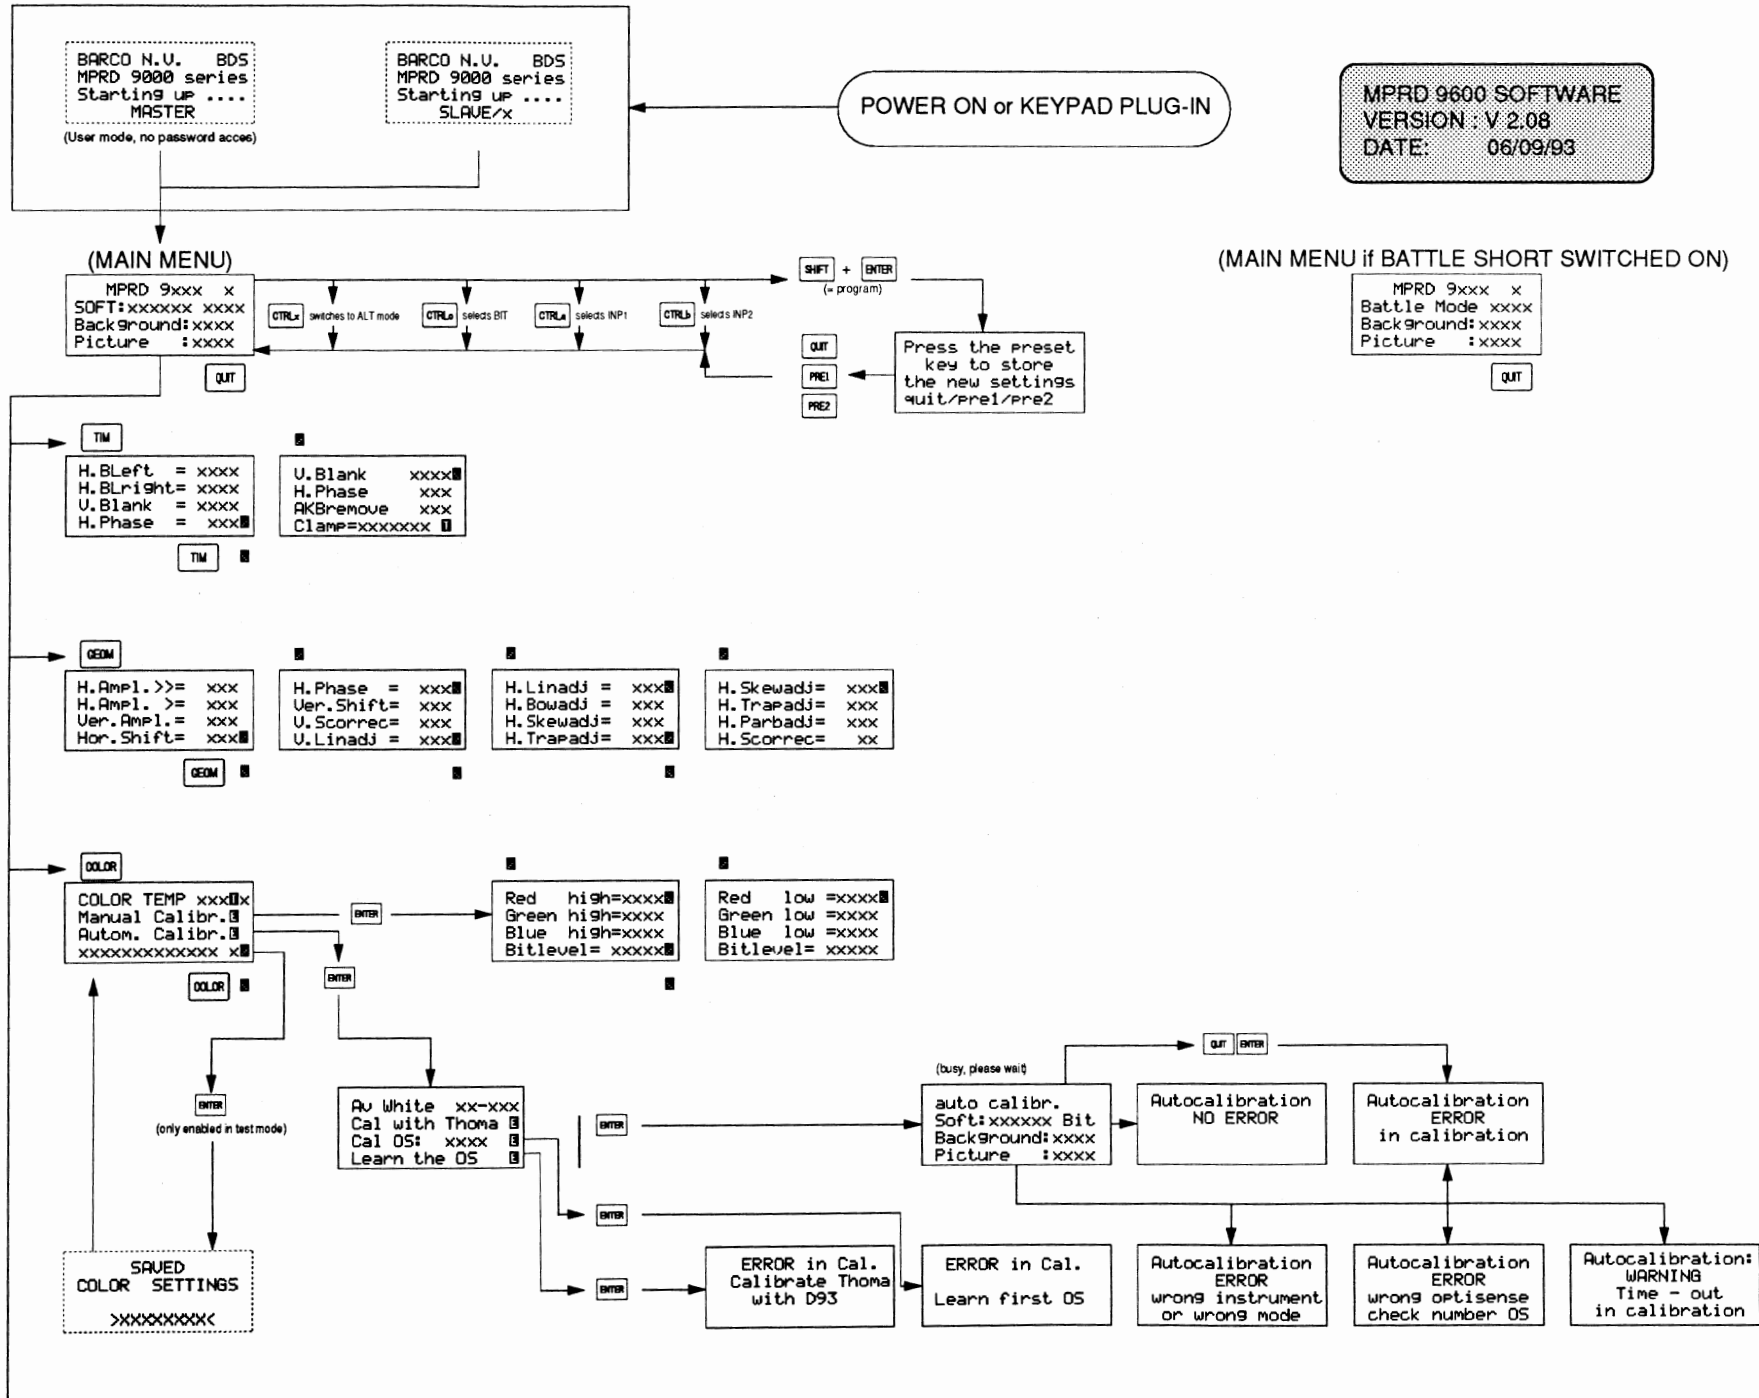 BARCO N.V. BDS
MPRD 9000 series
Starting up ....
MASTER
(User mode, no password acces)
BARCO N.V. BDS
MPRD 9000 series
Starting up ....
SLAVE/x
POWER ON or KEYPAD PLUG-IN
MPRD 9600 SOFTWARE
VERSION : V 2.08
DATE: 06/09/93
(MAIN MENU)
MPRD 9xxx x
SOFT:xxxxxx xxxx
Background:xxxx
Picture :xxxx
QUIT
CTRLx switches to ALT mode
CTRLo selects BIT
CTRLa selects INP1
CTRLb selects INP2
SHIFT + ENTER
(= program)
QUIT
PRE1
PRE2
Press the preset
key to store
the new settings
quit/pre1/pre2
(MAIN MENU if BATTLE SHORT SWITCHED ON)
MPRD 9xxx x
Battle Mode xxxx
Background:xxxx
Picture :xxxx
QUIT
TIM
H.BLeft = xxxx
H.BLright= xxxx
V.Blank = xxxx
H.Phase = xxx
TIM
V.Blank xxxx
H.Phase xxx
AKBremove xxx
Clamp=xxxxxxx
GEOM
H.Ampl.>>= xxx
H.Ampl. >= xxx
Ver.Ampl.= xxx
Hor.Shift= xxx
GEOM
H.Phase = xxx
Ver.Shift= xxx
V.Scorrec= xxx
V.Linadj = xxx
H.Linadj = xxx
H.Bowadj = xxx
H.Skewadj= xxx
H.Trapadj= xxx
H.Skewadj= xxx
H.Trapadj= xxx
H.Parbadj= xxx
H.Scorrec= xx
COLOR
COLOR TEMP xxx x
Manual Calibr. E
Autom. Calibr. E
xxxxxxxxxxxxx x
COLOR
ENTER
ENTER
Red high=xxxx
Green high=xxxx
Blue high=xxxx
Bitlevel= xxxxx
Red low =xxxx
Green low =xxxx
Blue low =xxxx
Bitlevel= xxxxx
ENTER
(only enabled in test mode)
SAVED
COLOR SETTINGS
>xxxxxxxx<
Av White xx-xxx
Cal with Thoma E
Cal OS: xxxx E
Learn the OS E
ENTER
ENTER
ENTER
(busy, please wait)
auto calibr.
Soft:xxxxxx Bit
Background:xxxx
Picture :xxxx
QUIT ENTER
Autocalibration
NO ERROR
Autocalibration
ERROR
in calibration
ERROR in Cal.
Calibrate Thoma
with D93
ERROR in Cal.
Learn first OS
Autocalibration
ERROR
wrong instrument
or wrong mode
Autocalibration
ERROR
wrong optisense
check number OS
Autocalibration:
WARNING
Time - out
in calibration